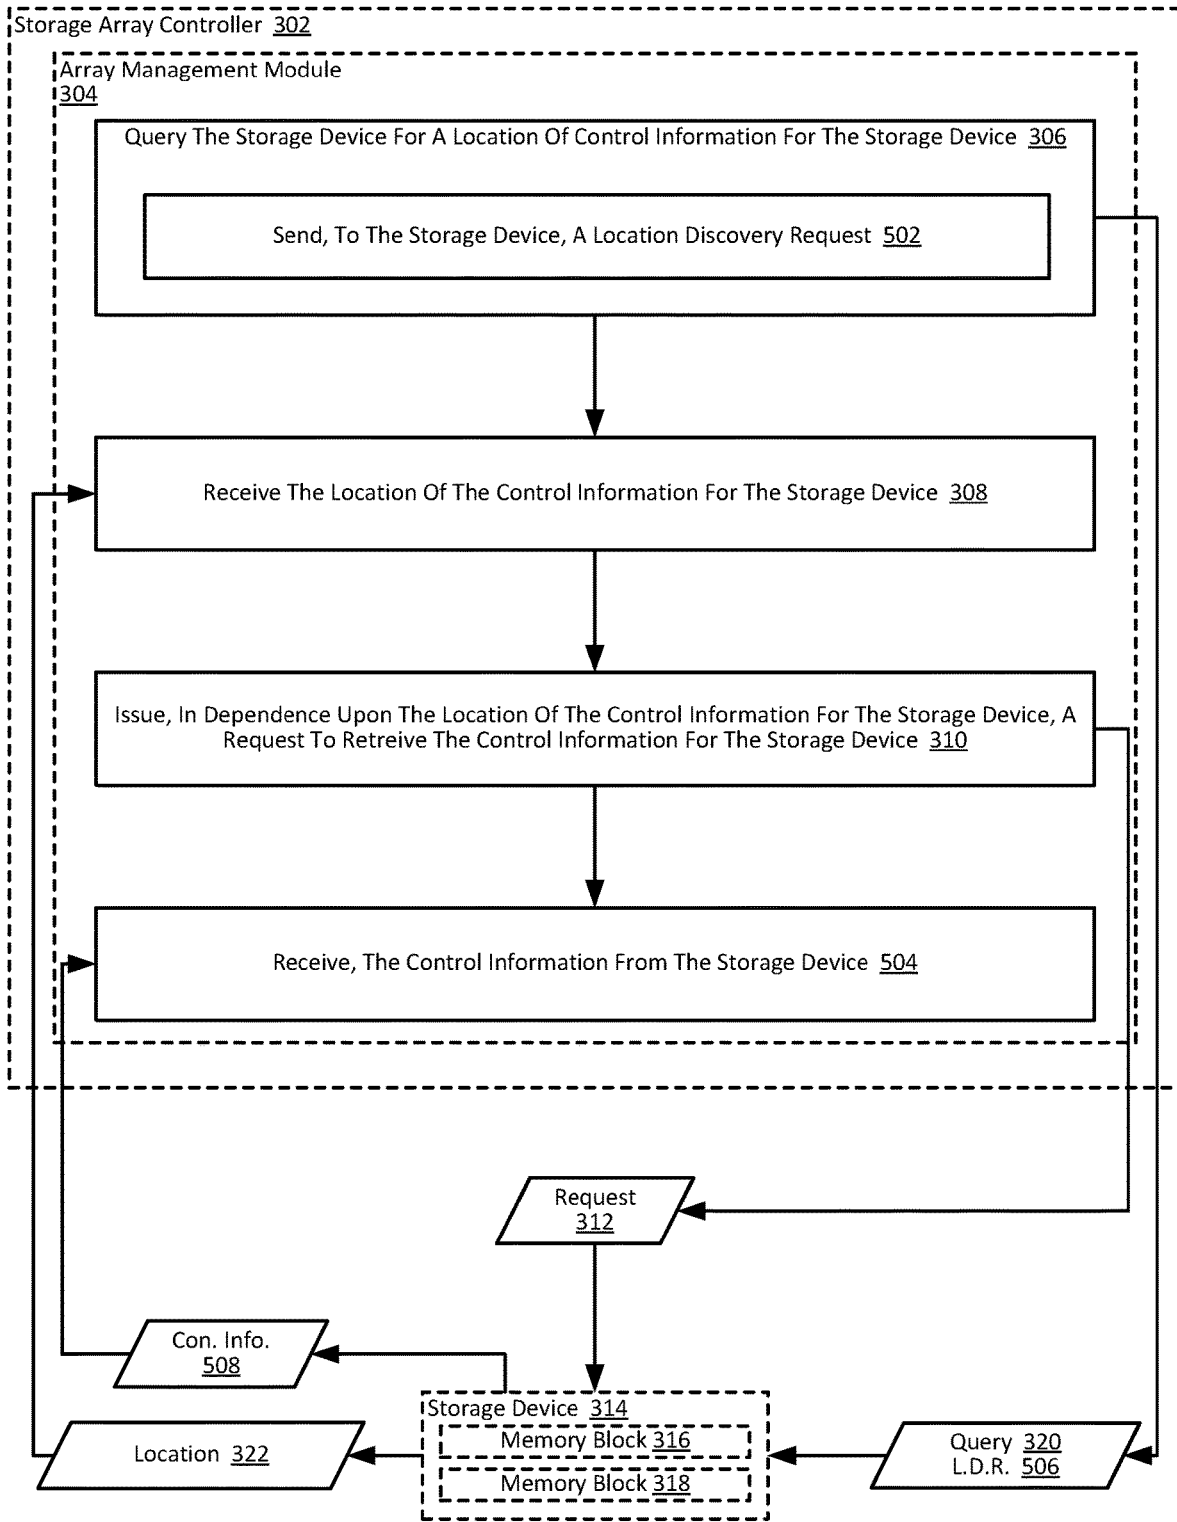 Storage Array Controller 302
Array Management Module
304
Query The Storage Device For A Location Of Control Information For The Storage Device 306
Send, To The Storage Device, A Location Discovery Request 502
Receive The Location Of The Control Information For The Storage Device 308
Issue, In Dependence Upon The Location Of The Control Information For The Storage Device, A
Request To Retreive The Control Information For The Storage Device 310
Receive, The Control Information From The Storage Device 504
Request
312
Con. Info.
508
Storage Device 314
Memory Block 316
Memory Block 318
Location 322
Query 320
L.D.R. 506